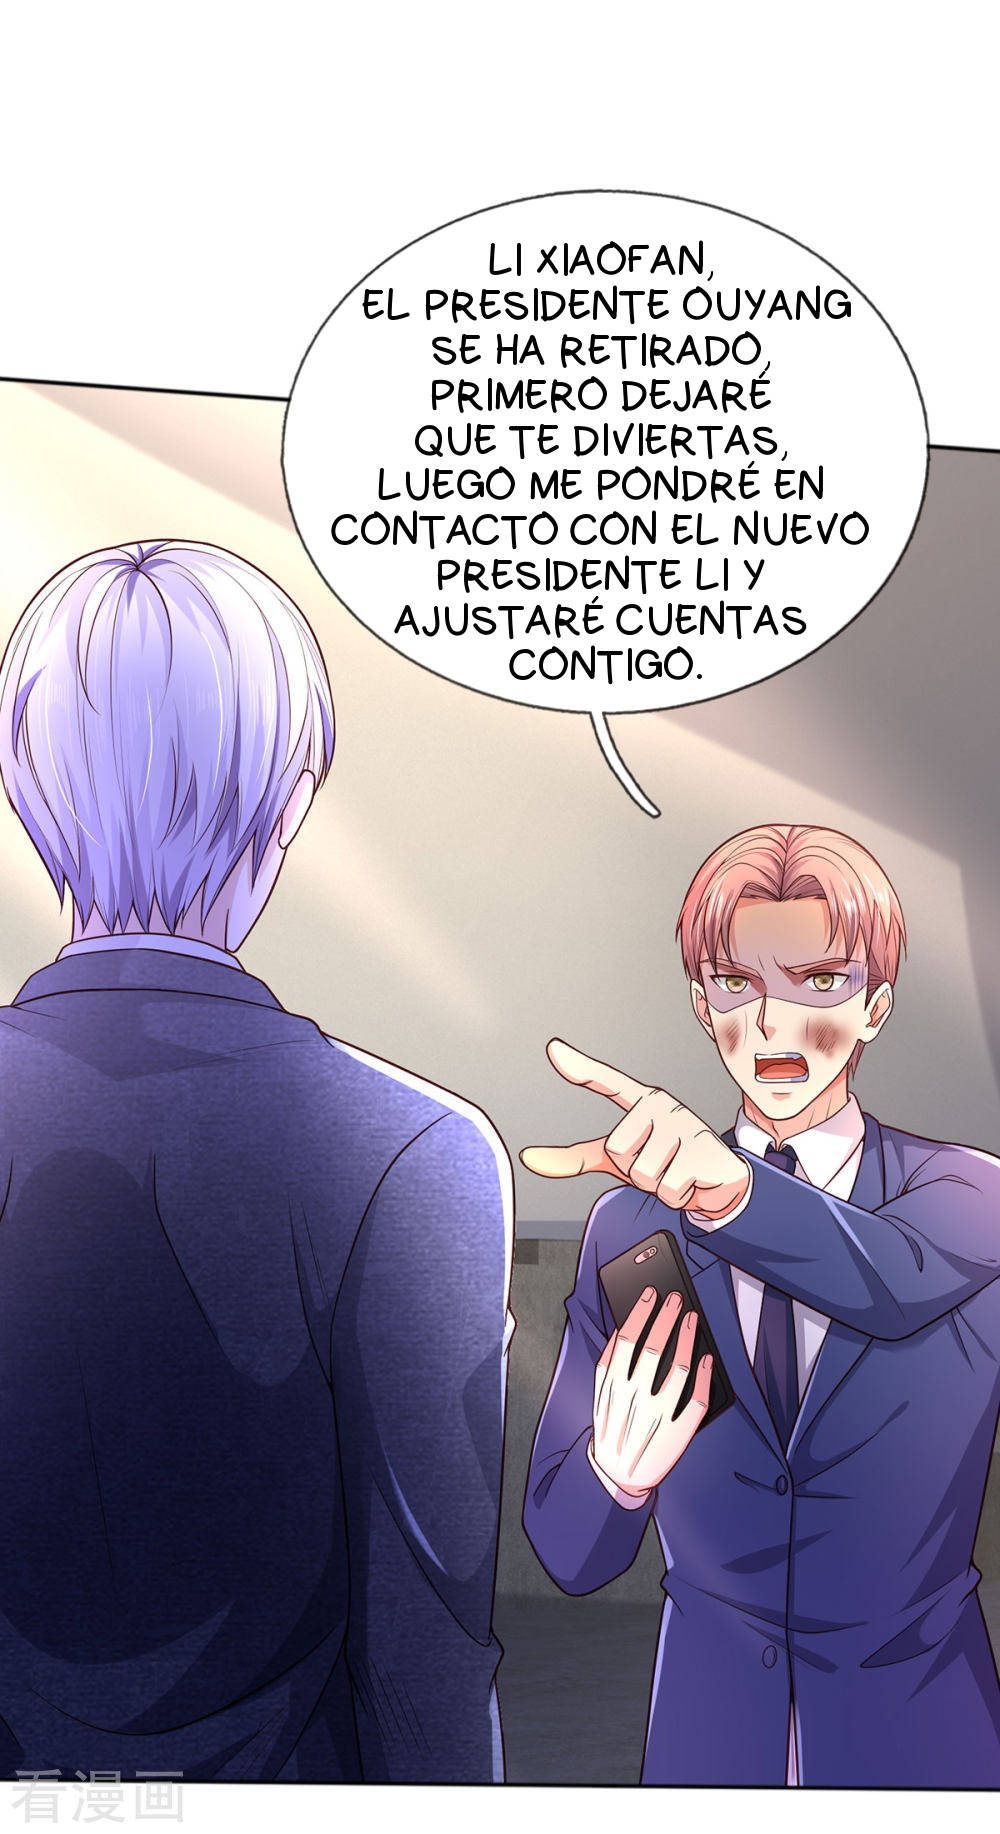 LI XIAOFAN,
EL PRESIDENTE OUYANG
SE HA RETIRADO,
PRIMERO DEJARÉ
QUE TE DIVIERTAS,
LUEGO ME PONDRÉ EN
CONTACTO CON EL NUEVO
PRESIDENTE LI Y
AJUSTARÉ CUENTAS
CONTIGO.
看漫画